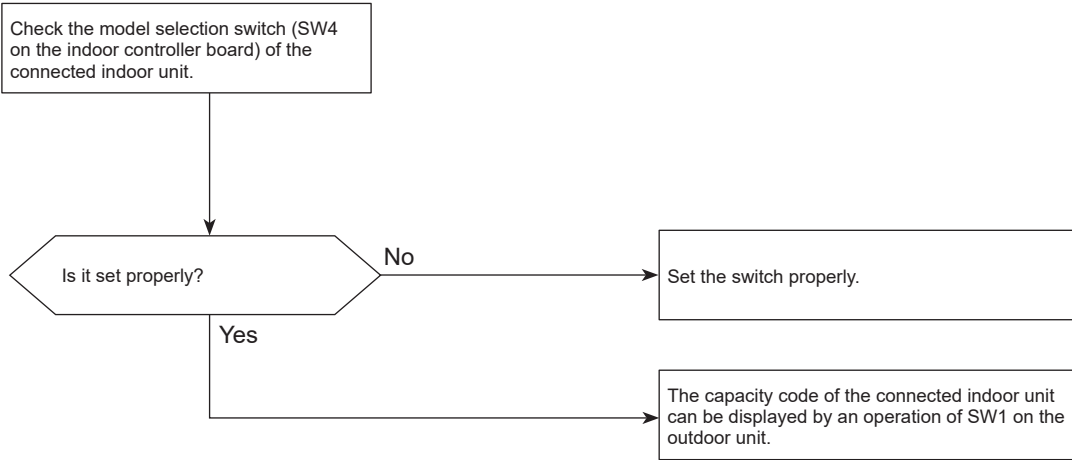 Check the model selection switch (SW4
on the indoor controller board) of the
connected indoor unit.
Is it set properly?
No
Set the switch properly.
Yes
The capacity code of the connected indoor unit
can be displayed by an operation of SW1 on the
outdoor unit.